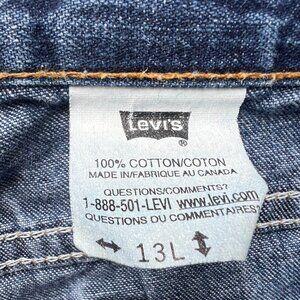 Levi's
®
100% COTTON/COTON
MADE IN/FABRIQUE AU CANADA
QUESTIONS/COMMENTS?
1-888-501-LEVI www.levi.com
QUESTIONS OU COMMENTAIRES
13L